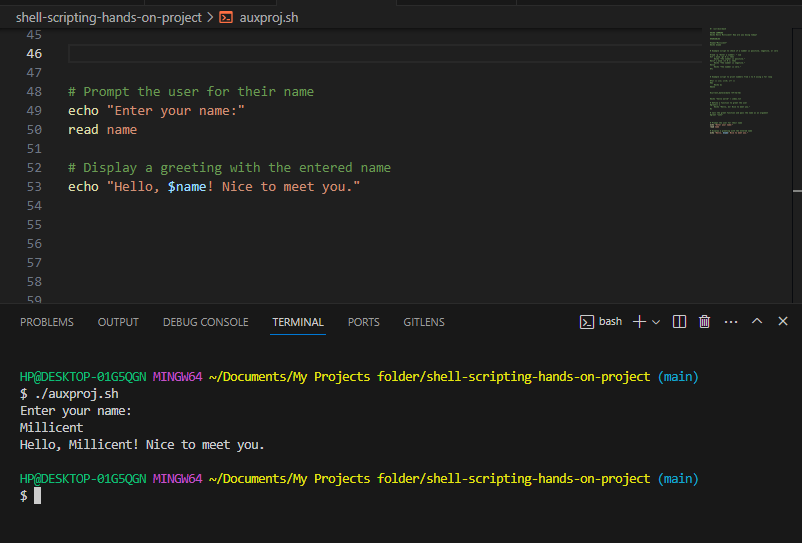 shell-scripting-hands-on-project > auxproj.sh
45
46
47
48 # Prompt the user for their name
49 echo "Enter your name:"
50 read name
51
52 # Display a greeting with the entered name
53 echo "Hello, $name! Nice to meet you."
54
55
56
57
58
59
PROBLEMS OUTPUT DEBUG CONSOLE TERMINAL PORTS GITLENS bash
HP@DESKTOP-01G5QGN MINGW64 ~/Documents/My Projects folder/shell-scripting-hands-on-project (main)
$ ./auxproj.sh
Enter your name:
Millicent
Hello, Millicent! Nice to meet you.
HP@DESKTOP-01G5QGN MINGW64 ~/Documents/My Projects folder/shell-scripting-hands-on-project (main)
$